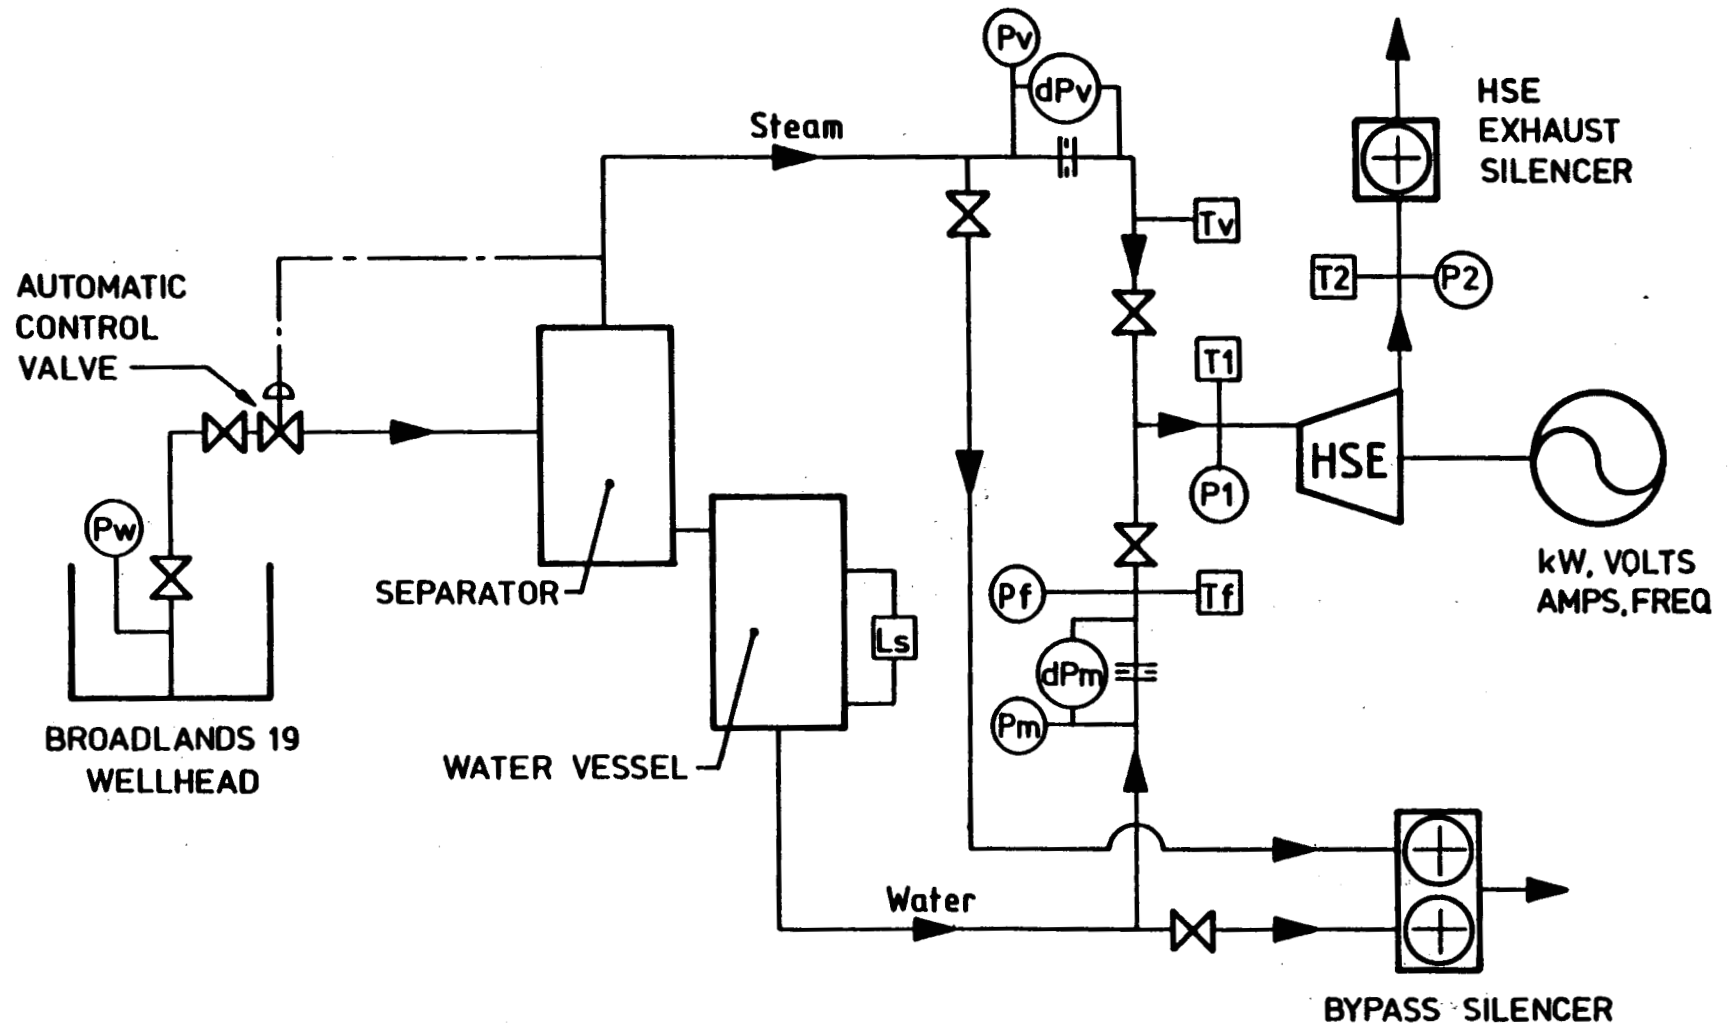 Pv
dPv
Steam
HSE
EXHAUST
SILENCER
Tv
T2
P2
AUTOMATIC
CONTROL
VALVE
T1
HSE
P1
Pw
kW, VOLTS
AMPS, FREQ
SEPARATOR
Pf
Tf
Ls
dPm
Pm
BROADLANDS 19
WELLHEAD
WATER VESSEL
Water
BYPASS SILENCER